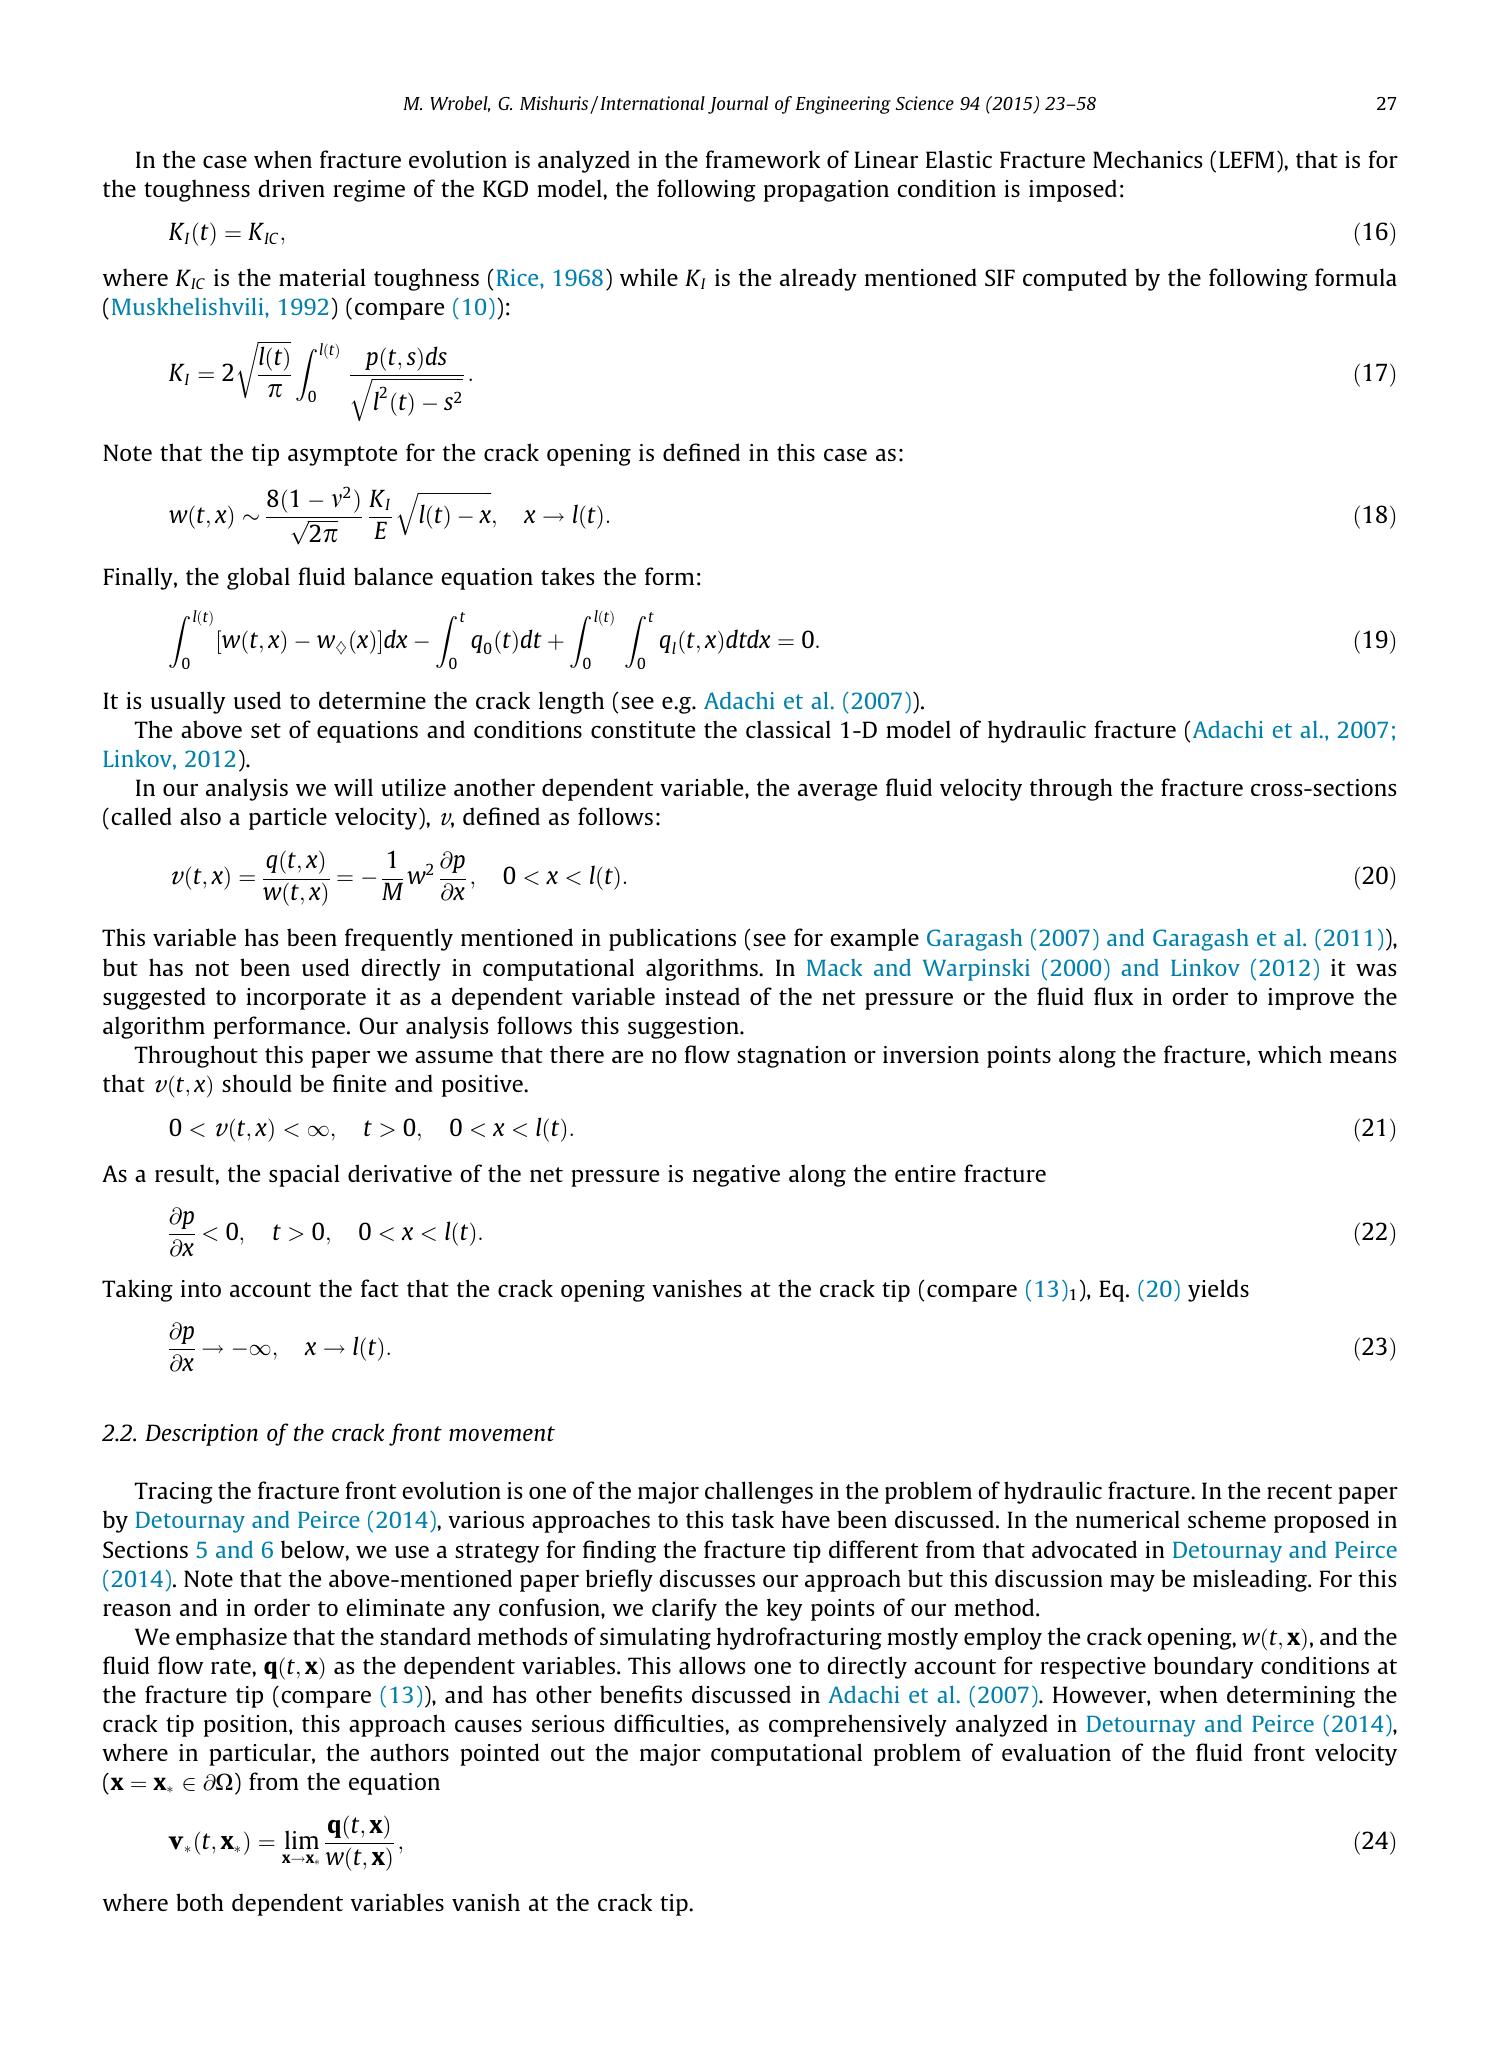 M. Wrobel, G. Mishuris / International Journal of Engineering Science 94 (2015) 23–58 27
In the case when fracture evolution is analyzed in the framework of Linear Elastic Fracture Mechanics (LEFM), that is for
the toughness driven regime of the KGD model, the following propagation condition is imposed:
K_I(t) = K_{IC}, (16)
where K_{IC} is the material toughness (Rice, 1968) while K_I is the already mentioned SIF computed by the following formula
(Muskhelishvili, 1992) (compare (10)):
K_I = 2\sqrt{\frac{l(t)}{\pi}} \int_0^{l(t)} \frac{p(t,s)ds}{\sqrt{l^2(t) - s^2}}. (17)
Note that the tip asymptote for the crack opening is defined in this case as:
w(t,x) \sim \frac{8(1 - \nu^2)}{\sqrt{2\pi}} \frac{K_I}{E} \sqrt{l(t) - x}, \quad x \to l(t). (18)
Finally, the global fluid balance equation takes the form:
\int_0^{l(t)} [w(t,x) - w_\diamond(x)]dx - \int_0^t q_0(t)dt + \int_0^{l(t)} \int_0^t q_l(t,x)dtdx = 0. (19)
It is usually used to determine the crack length (see e.g. Adachi et al. (2007)).
The above set of equations and conditions constitute the classical 1-D model of hydraulic fracture (Adachi et al., 2007;
Linkov, 2012).
In our analysis we will utilize another dependent variable, the average fluid velocity through the fracture cross-sections
(called also a particle velocity), v, defined as follows:
v(t,x) = \frac{q(t,x)}{w(t,x)} = -\frac{1}{M} w^2 \frac{\partial p}{\partial x}, \quad 0 < x < l(t). (20)
This variable has been frequently mentioned in publications (see for example Garagash (2007) and Garagash et al. (2011)),
but has not been used directly in computational algorithms. In Mack and Warpinski (2000) and Linkov (2012) it was
suggested to incorporate it as a dependent variable instead of the net pressure or the fluid flux in order to improve the
algorithm performance. Our analysis follows this suggestion.
Throughout this paper we assume that there are no flow stagnation or inversion points along the fracture, which means
that v(t,x) should be finite and positive.
0 < v(t,x) < \infty, \quad t > 0, \quad 0 < x < l(t). (21)
As a result, the spacial derivative of the net pressure is negative along the entire fracture
\frac{\partial p}{\partial x} < 0, \quad t > 0, \quad 0 < x < l(t). (22)
Taking into account the fact that the crack opening vanishes at the crack tip (compare (13)_1), Eq. (20) yields
\frac{\partial p}{\partial x} \to -\infty, \quad x \to l(t). (23)
2.2. Description of the crack front movement
Tracing the fracture front evolution is one of the major challenges in the problem of hydraulic fracture. In the recent paper
by Detournay and Peirce (2014), various approaches to this task have been discussed. In the numerical scheme proposed in
Sections 5 and 6 below, we use a strategy for finding the fracture tip different from that advocated in Detournay and Peirce
(2014). Note that the above-mentioned paper briefly discusses our approach but this discussion may be misleading. For this
reason and in order to eliminate any confusion, we clarify the key points of our method.
We emphasize that the standard methods of simulating hydrofracturing mostly employ the crack opening, w(t, x), and the
fluid flow rate, q(t, x) as the dependent variables. This allows one to directly account for respective boundary conditions at
the fracture tip (compare (13)), and has other benefits discussed in Adachi et al. (2007). However, when determining the
crack tip position, this approach causes serious difficulties, as comprehensively analyzed in Detournay and Peirce (2014),
where in particular, the authors pointed out the major computational problem of evaluation of the fluid front velocity
(x = x_* ∈ ∂Ω) from the equation
\mathbf{v}_*(t,\mathbf{x}_*) = \lim_{\mathbf{x} \to \mathbf{x}_*} \frac{\mathbf{q}(t,\mathbf{x})}{w(t,\mathbf{x})}, (24)
where both dependent variables vanish at the crack tip.